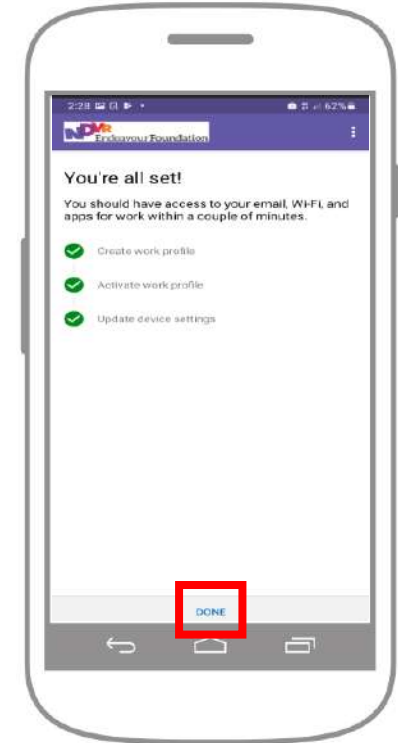 2:28 62%
Endeavour Foundation
You're all set!
You should have access to your email, Wi-Fi, and
apps for work within a couple of minutes.
Create work profile
Activate work profile
Update device settings
DONE